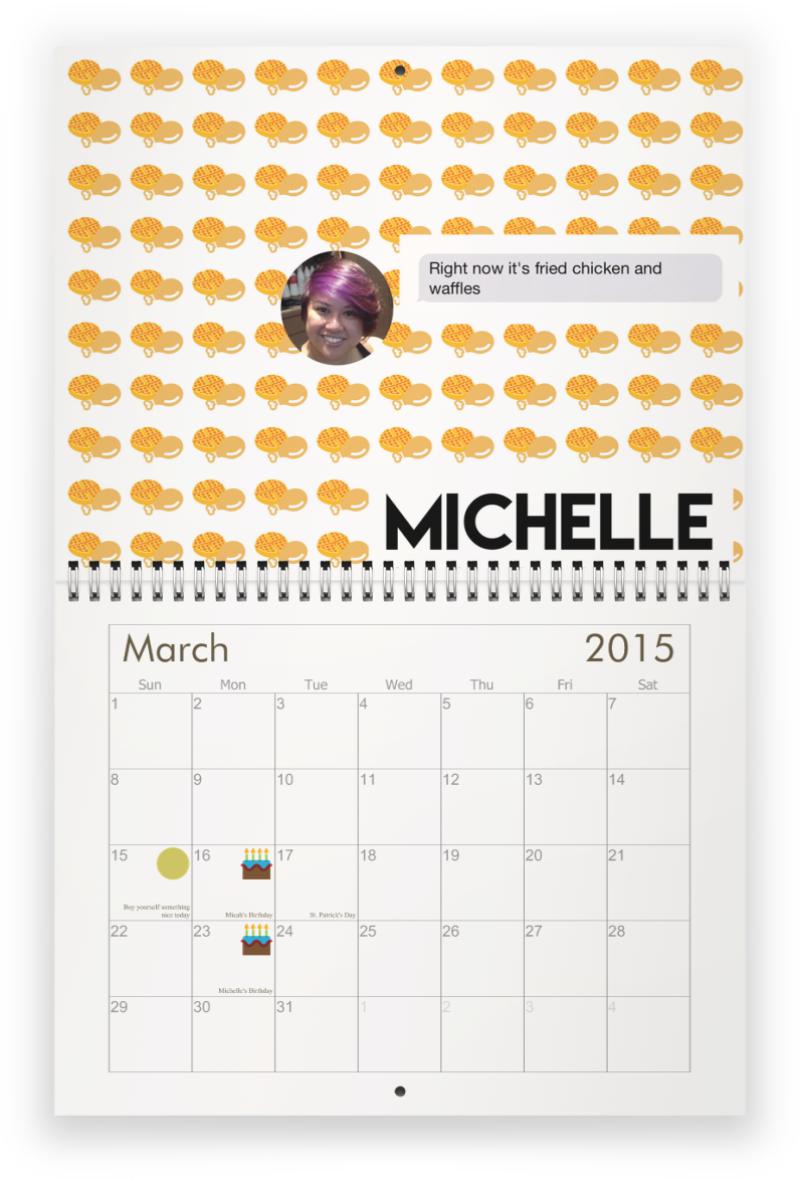 Right now it's fried chicken and
waffles
MICHELLE
March 2015
Sun Mon Tue Wed Thu Fri Sat
1 2 3 4 5 6 7
8 9 10 11 12 13 14
15 16 17 18 19 20 21
Buy yourself something
nice today Micah's Birthday St. Patrick's Day
22 23 24 25 26 27 28
Michelle's Birthday
29 30 31 1 2 3 4